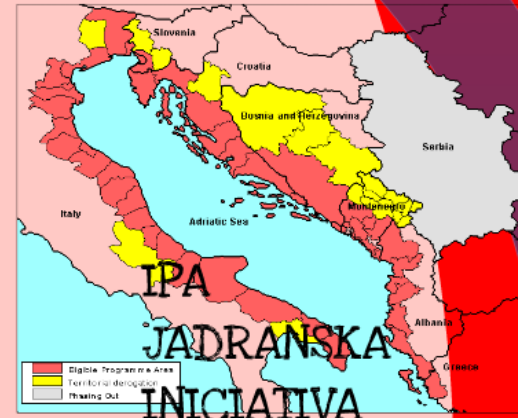 Slovenia
Croatia
Bosnia and Herzegovina
Serbia
Montenegro
Italy
Adriatic Sea
Albania
Greece
IPA
JADRANSKA
INICIATIVA
Eligible Programme Area
Territorial derogation
Phasing Out